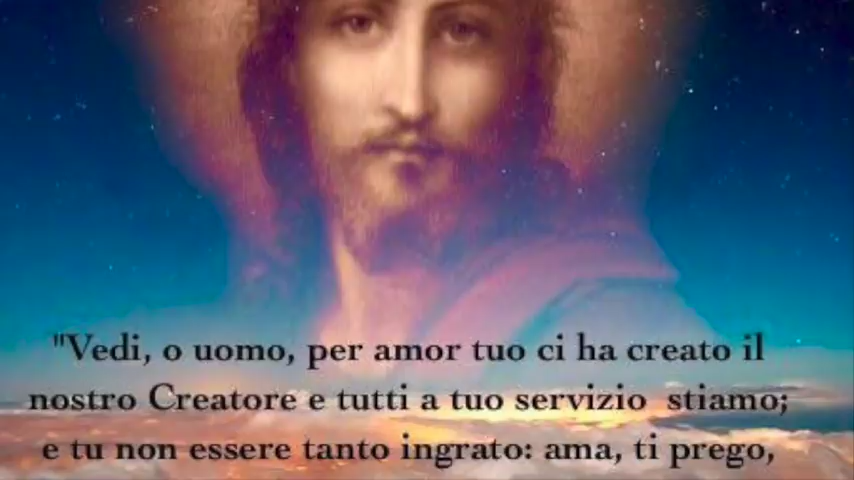 "Vedi, o uomo, per amor tuo ci ha creato il
nostro Creatore e tutti a tuo servizio stiamo;
e tu non essere tanto ingrato: ama, ti prego,